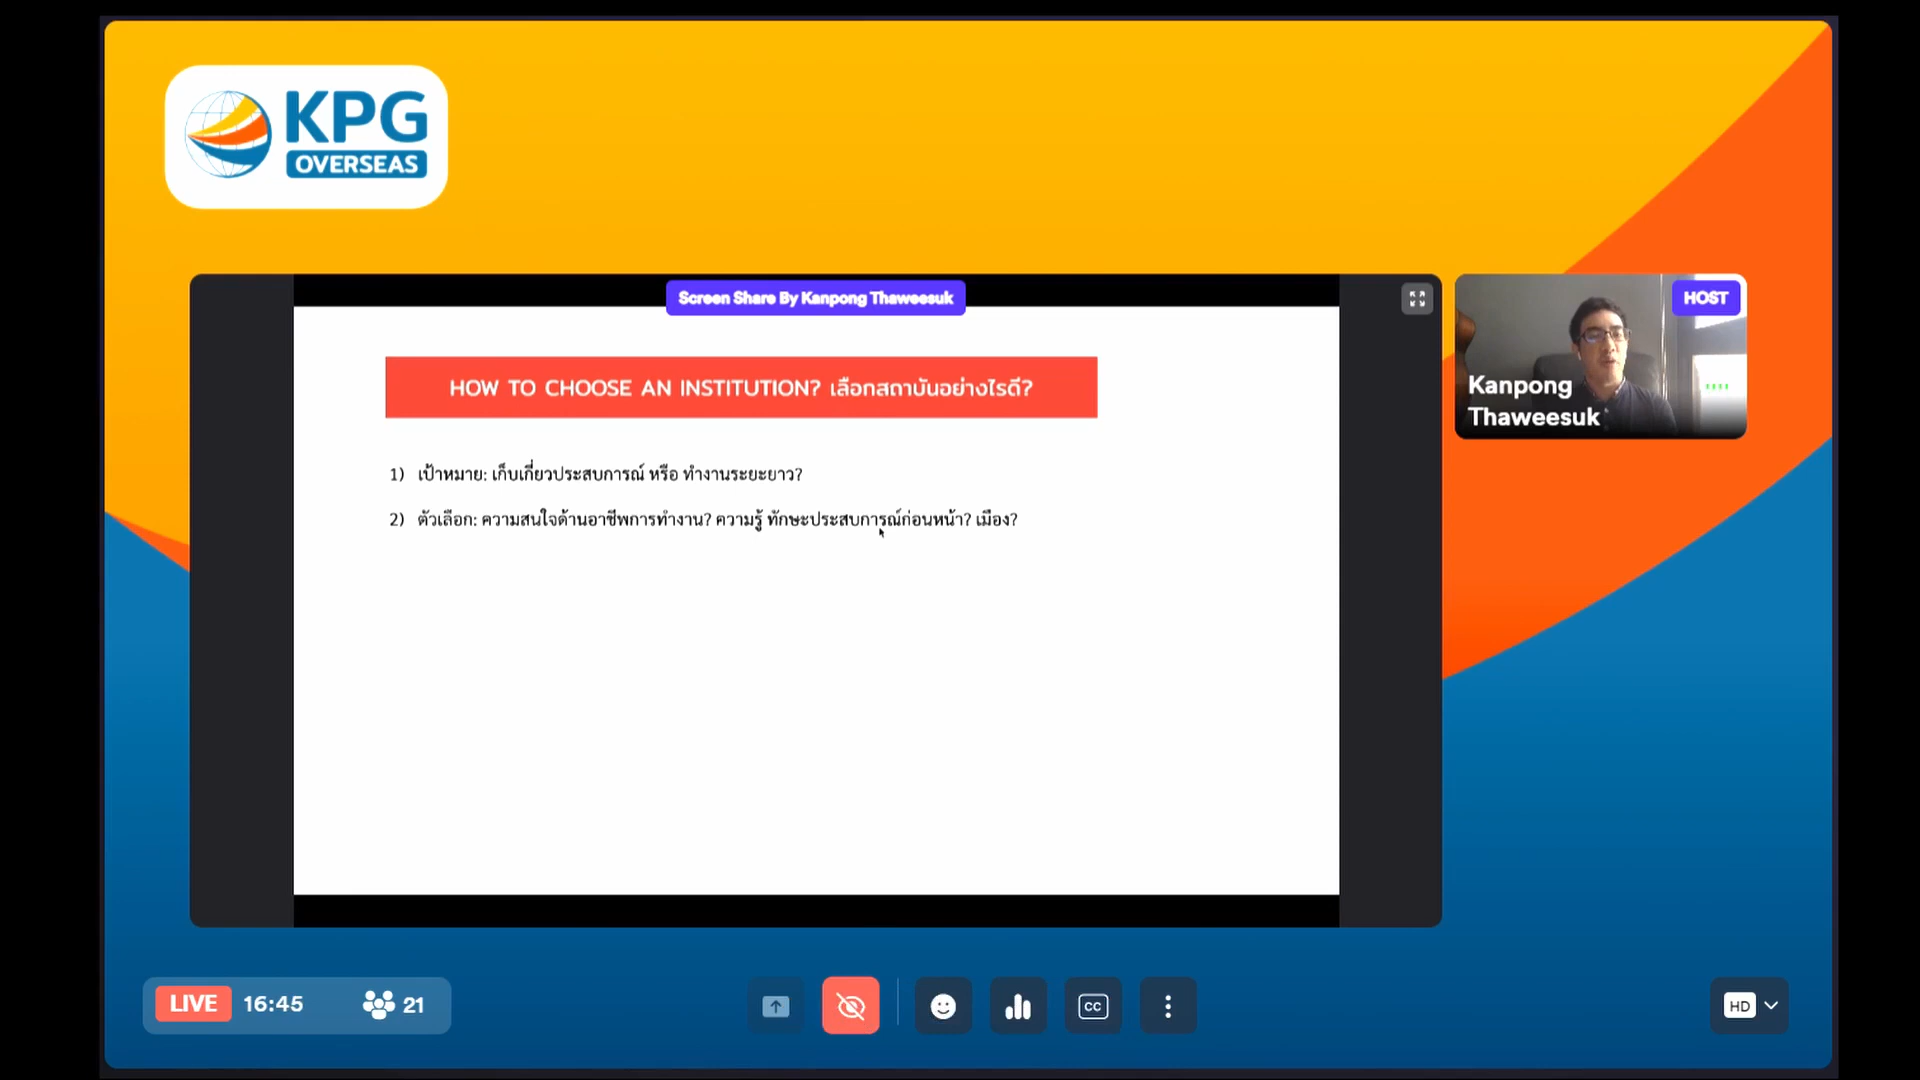 KPG
OVERSEAS
Screen Share By Kanpong Thaweesuk
HOST
Kanpong
Thaweesuk
HOW TO CHOOSE AN INSTITUTION? เลือกสถาบันอย่างไรดี?
1) เป้าหมาย: เก็บเกี่ยวประสบการณ์ หรือ ทำงานระยะยาว?
2) ตัวเลือก: ความสนใจด้านอาชีพการทำงาน? ความรู้ ทักษะประสบการณ์ก่อนหน้า? เมือง?
LIVE 16:45 21
CC
HD